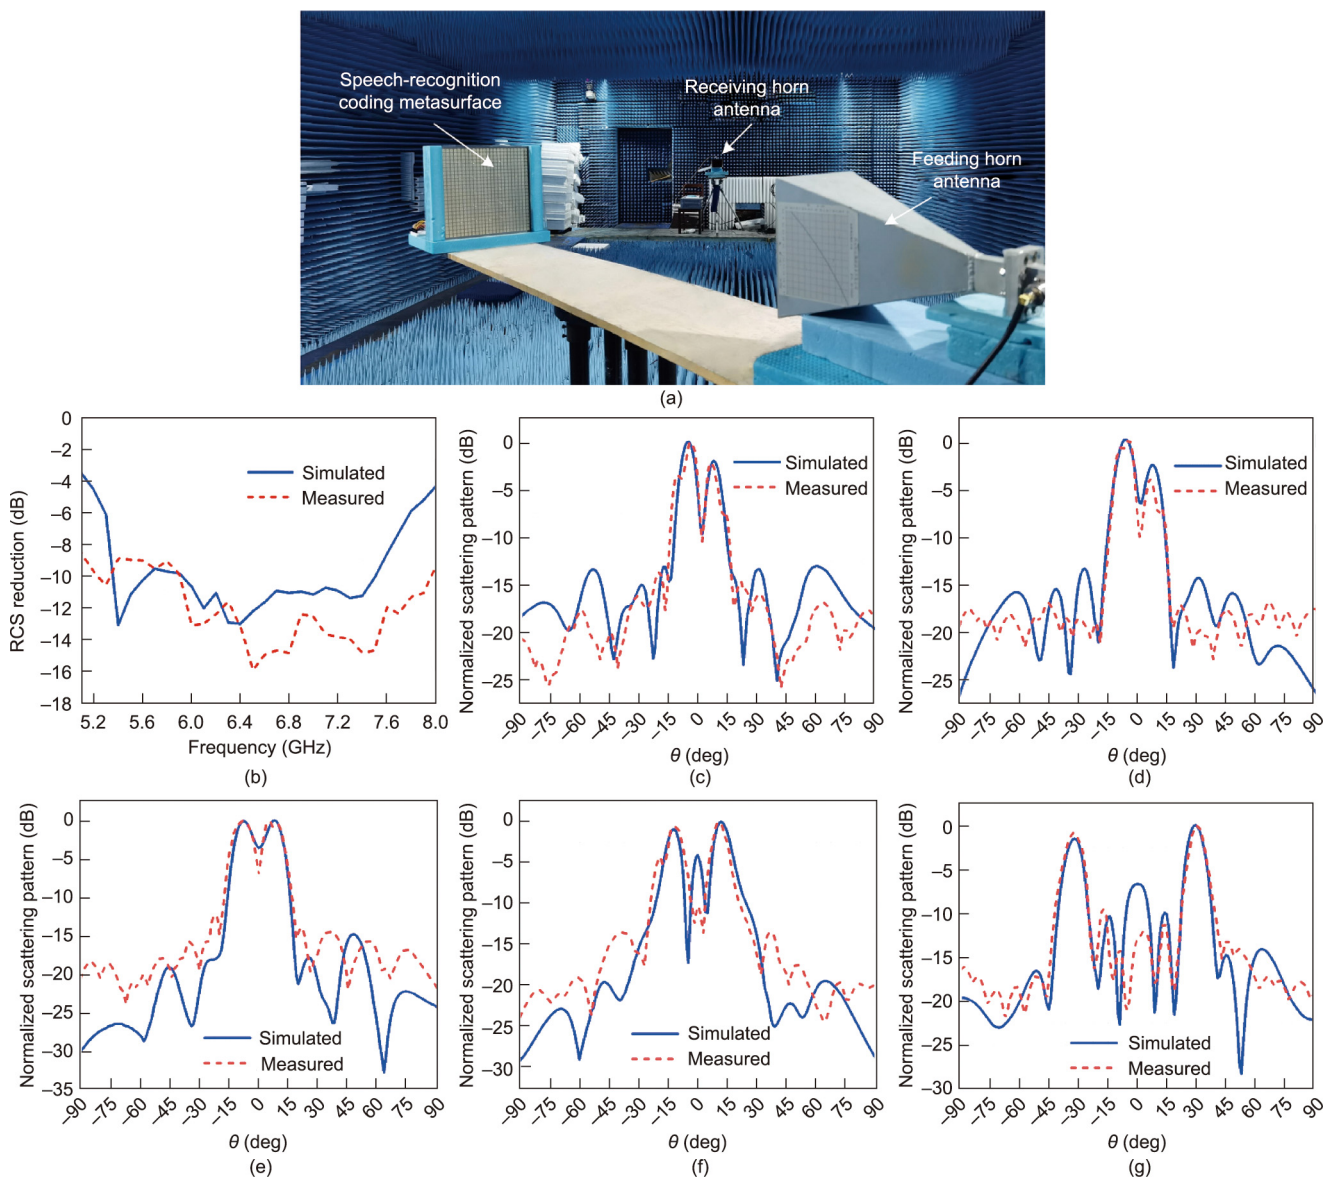 Speech-recognition
coding metasurface
Receiving horn
antenna
Feeding horn
antenna
(a)
RCS reduction (dB)
0
–2
–4
–6
–8
–10
–12
–14
–16
–18
Simulated
Measured
5.2 5.6 6.0 6.4 6.8 7.2 7.6 8.0
Frequency (GHz)
(b)
Normalized scattering pattern (dB)
0
–5
–10
–15
–20
–25
Simulated
Measured
–90 –75 –60 –45 –30 –15 0 15 30 45 60 75 90
θ (deg)
(c)
Normalized scattering pattern (dB)
0
–5
–10
–15
–20
–25
Simulated
Measured
–90 –75 –60 –45 –30 –15 0 15 30 45 60 75 90
θ (deg)
(d)
Normalized scattering pattern (dB)
0
–5
–10
–15
–20
–25
–30
–35
Simulated
Measured
–90 –75 –60 –45 –30 –15 0 15 30 45 60 75 90
θ (deg)
(e)
Normalized scattering pattern (dB)
0
–5
–10
–15
–20
–25
–30
Simulated
Measured
–90 –75 –60 –45 –30 –15 0 15 30 45 60 75 90
θ (deg)
(f)
Normalized scattering pattern (dB)
0
–5
–10
–15
–20
–25
–30
Simulated
Measured
–90 –75 –60 –45 –30 –15 0 15 30 45 60 75 90
θ (deg)
(g)